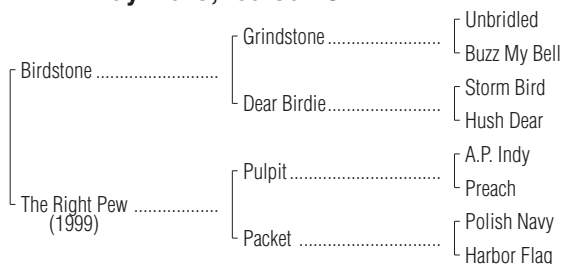 Grindstone ........................
Unbridled
Buzz My Bell
Birdstone ..........................
Dear Birdie........................
Storm Bird
Hush Dear
Pulpit................................
A.P. Indy
Preach
The Right Pew ..................
(1999)
Packet ..............................
Polish Navy
Harbor Flag